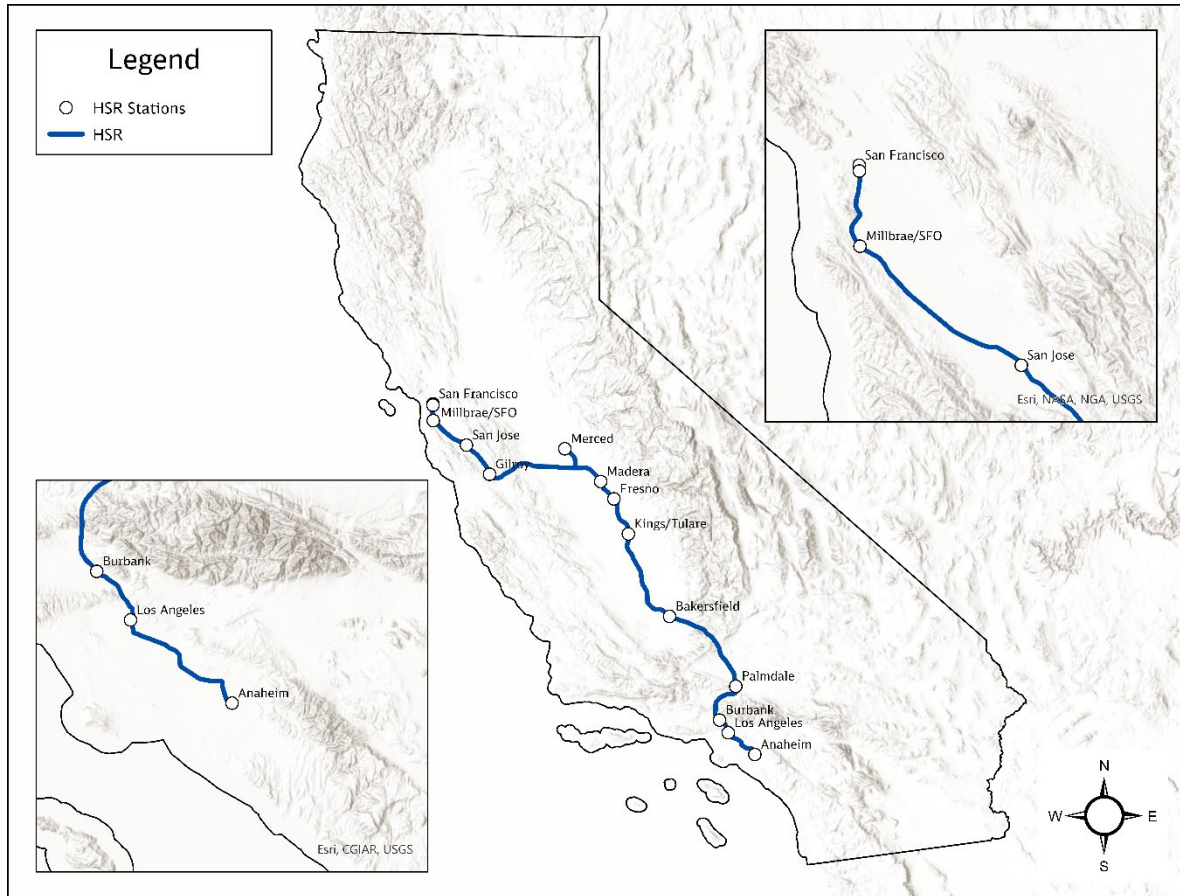 Legend
HSR Stations
HSR
San Francisco
Millbrae/SFO
San Jose
Esri, NASA, NGA, USGS
San Francisco
Millbrae/SFO
San Jose
Gilroy
Merced
Madera
Fresno
Kings/Tulare
Bakersfield
Palmdale
Burbank
Los Angeles
Anaheim
Burbank
Los Angeles
Anaheim
Esri, CGIAR, USGS
N
W E
S